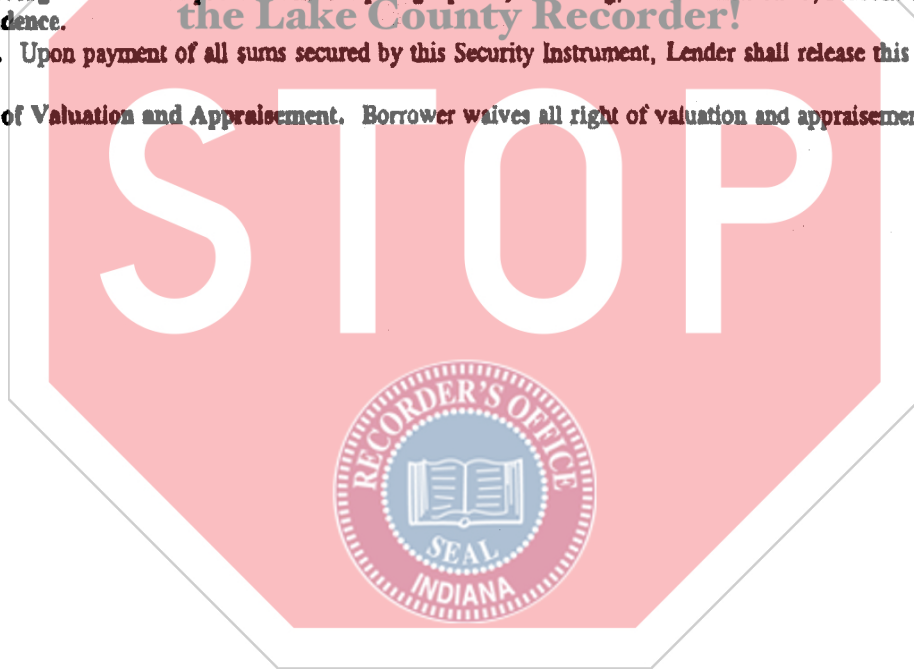 the Lake County Recorder!
dence.
. Upon payment of all sums secured by this Security Instrument, Lender shall release this
of Valuation and Appraisement. Borrower waives all right of valuation and appraisemen
STOP
RECORDER'S OFFICE
SEAL
INDIANA